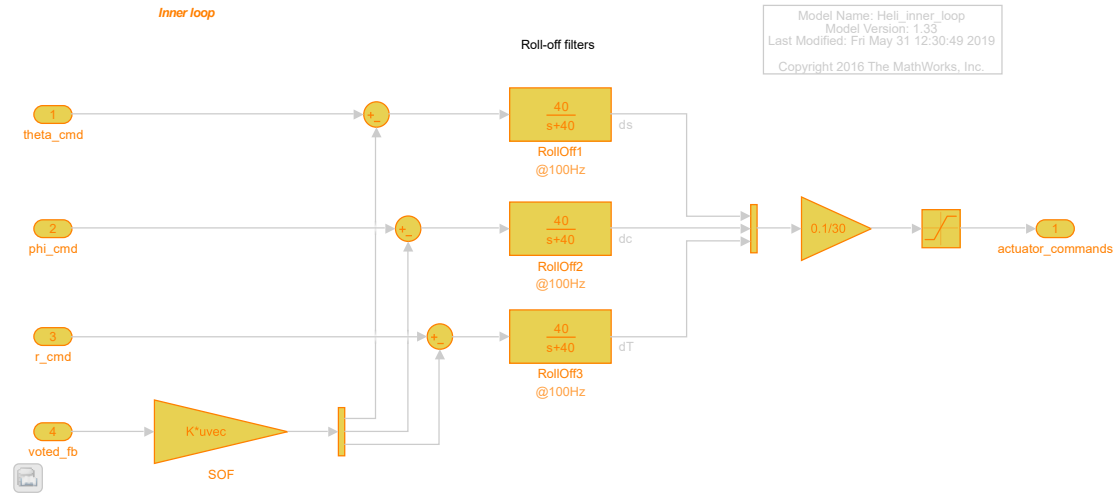 Inner loop
Model Name: Heli_inner_loop
Model Version: 1.33
Last Modified: Fri May 31 12:30:49 2019
Copyright 2016 The MathWorks, Inc.
Roll-off filters
1
theta_cmd
+
_
40
s+40
ds
RollOff1
@100Hz
2
phi_cmd
+
_
40
s+40
dc
RollOff2
@100Hz
0.1/30
1
actuator_commands
3
r_cmd
+
_
40
s+40
dT
RollOff3
@100Hz
4
voted_fb
K*uvec
SOF